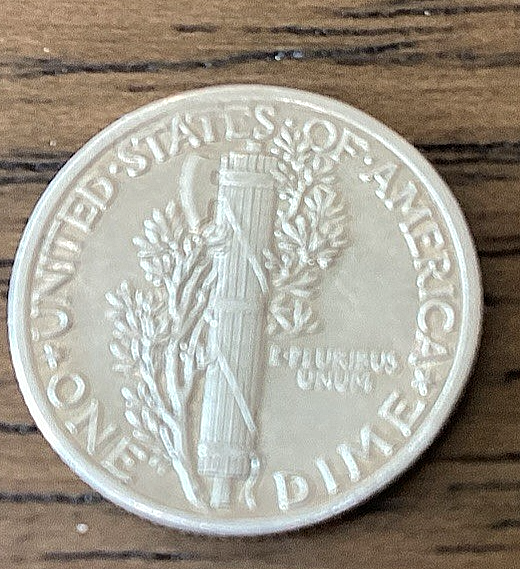 UNITED·STATES·OF·AMERICA
E·PLURIBUS
UNUM
ONE DIME